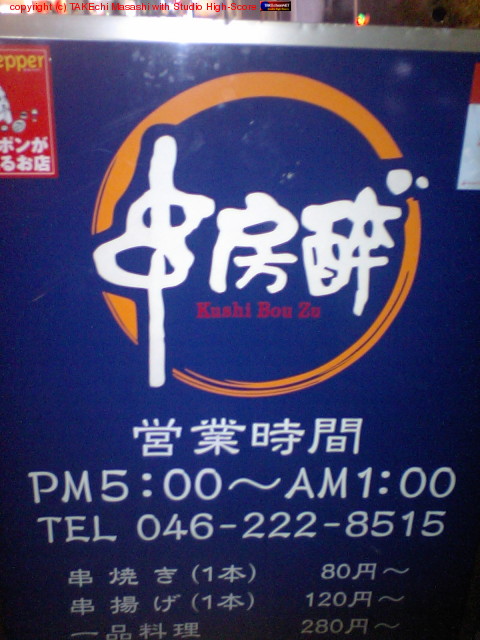 copyright (c) TAKEchi Masashi with Studio High-Score
epper
ポンが
るお店
串房酔
Kushi Bou Zu
営業時間
PM5:00〜AM1:00
TEL 046-222-8515
串焼き(1本) 80円〜
串揚げ(1本) 120円〜
一品料理 280円〜